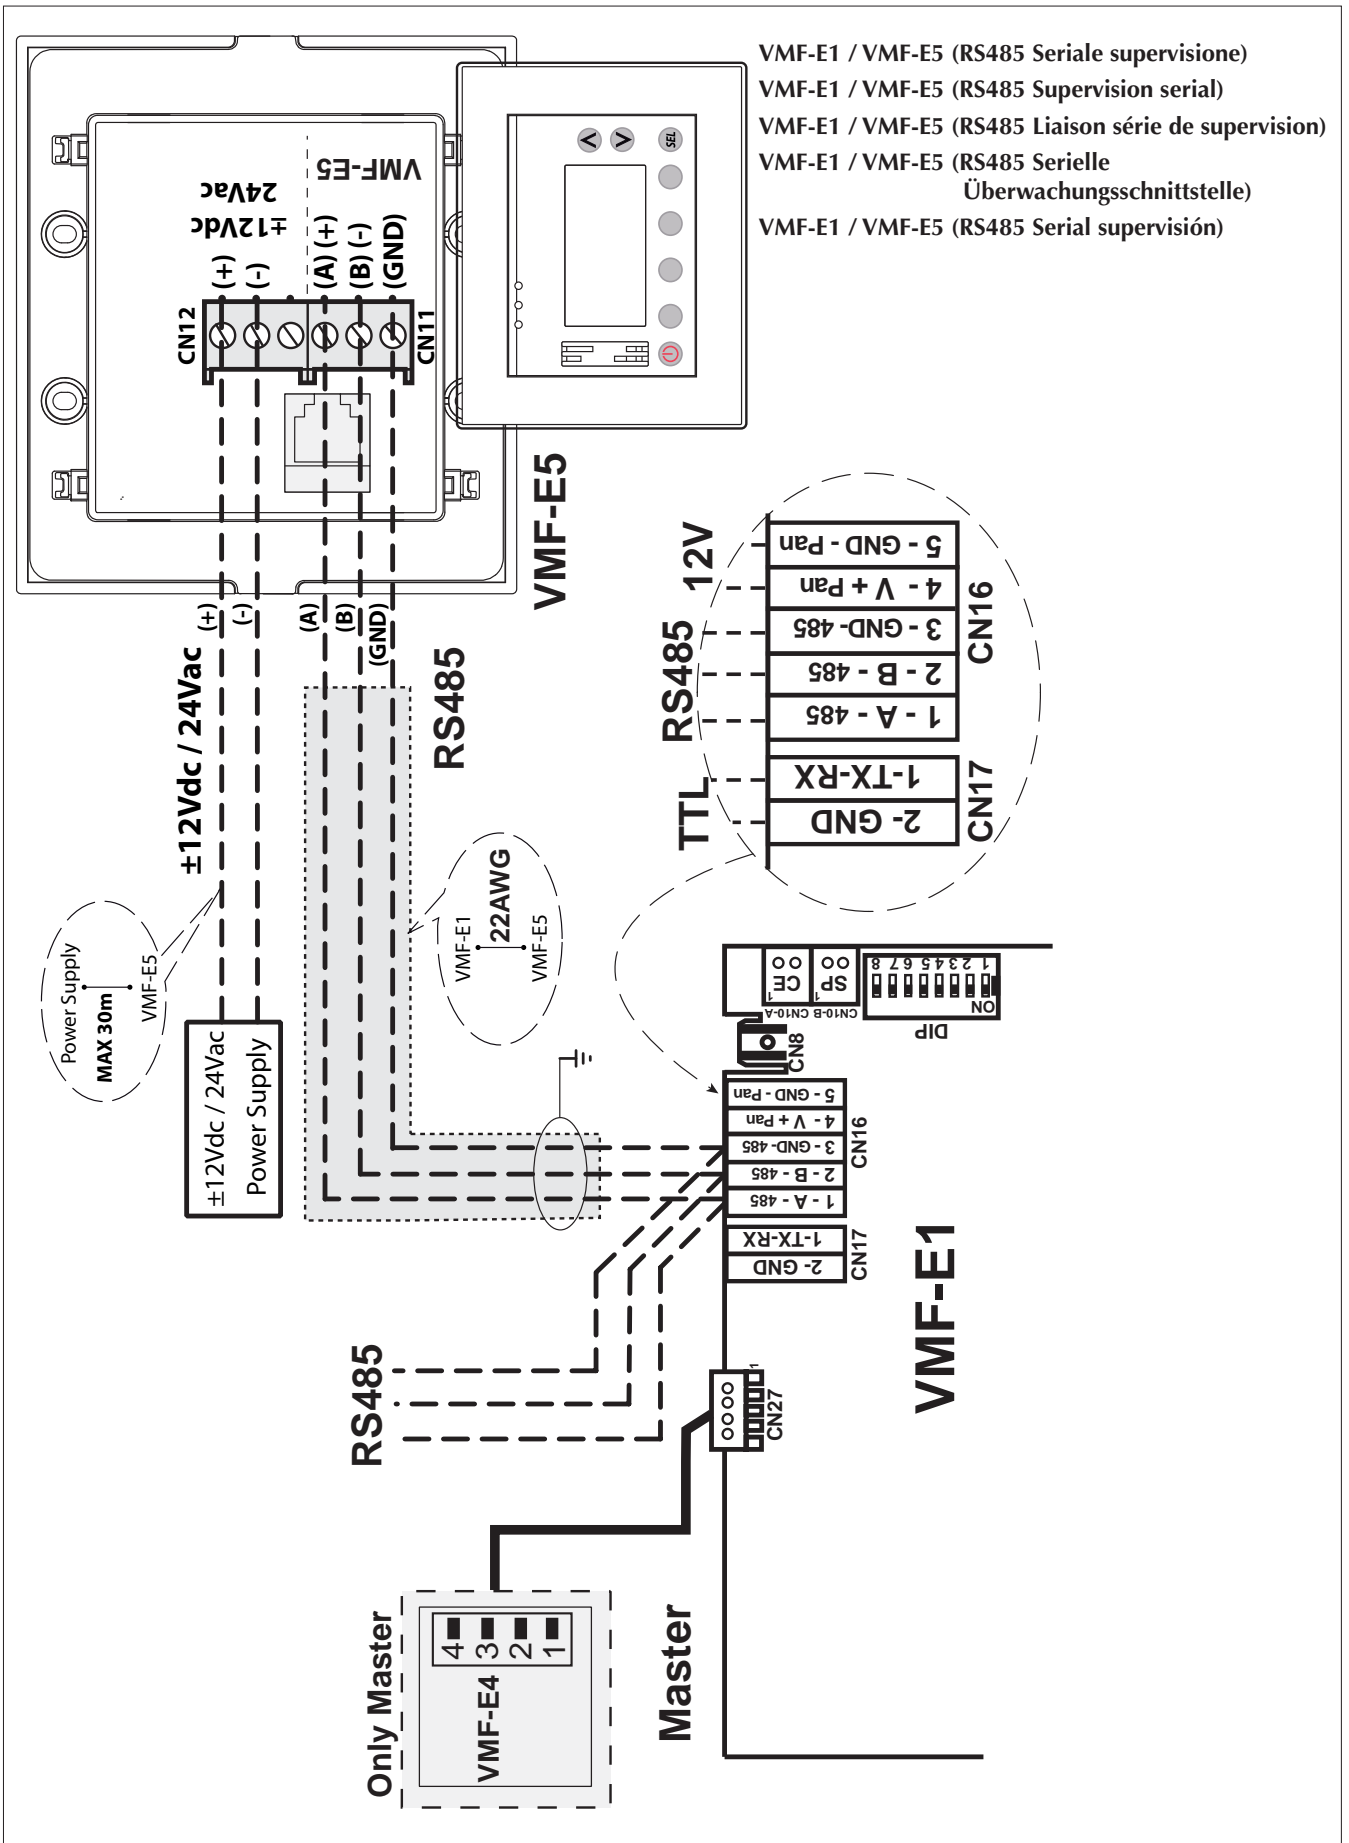 VMF-E1 / VMF-E5 (RS485 Seriale supervisione)
VMF-E1 / VMF-E5 (RS485 Supervision serial)
VMF-E1 / VMF-E5 (RS485 Liaison série de supervision)
VMF-E1 / VMF-E5 (RS485 Serielle
Überwachungsschnittstelle)
VMF-E1 / VMF-E5 (RS485 Serial supervisión)
VMF-E5
24Vac
±12Vdc
(+)
(-)
(A) (+)
(B) (-)
(GND)
CN12
CN11
SEL
VMF-E5
(+)
(-)
(A)
(B)
(GND)
±12Vdc / 24Vac
RS485
12V
RS485
TTL
5 - GND - Pan
4 - V + Pan
3 - GND- 485
2 - B - 485
1 - A - 485
CN16
1-TX-RX
2- GND
CN17
Power Supply
MAX 30m
VMF-E5
VMF-E1
22AWG
VMF-E5
±12Vdc / 24Vac
Power Supply
CE
1
SP
1
CN10-B CN10-A
CN8
8 7 6 5 4 3 2 1
ON
DIP
5 - GND - Pan
4 - V + Pan
3 - GND- 485
2 - B - 485
1 - A - 485
CN16
1-TX-RX
2- GND
CN17
VMF-E1
RS485
1
CN27
Only Master
VMF-E4
4
3
2
1
Master